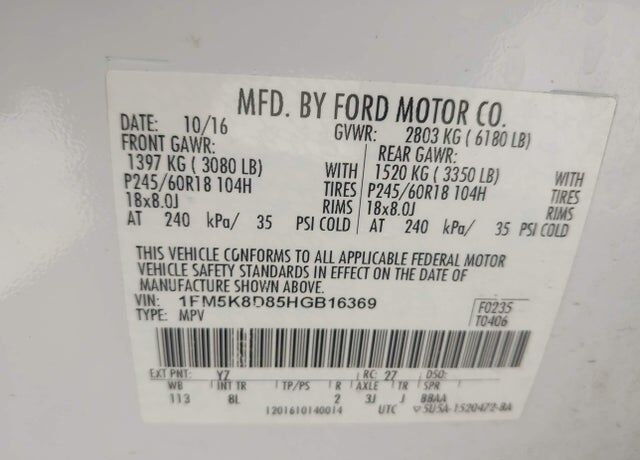 MFD. BY FORD MOTOR CO.
DATE: 10/16 GVWR: 2803 KG ( 6180 LB)
FRONT GAWR: REAR GAWR:
1397 KG ( 3080 LB) WITH 1520 KG ( 3350 LB) WITH
P245/60R18 104H TIRES P245/60R18 104H TIRES
18x8.0J RIMS 18x8.0J RIMS
AT 240 kPa/ 35 PSI COLD AT 240 kPa/ 35 PSI COLD
THIS VEHICLE CONFORMS TO ALL APPLICABLE FEDERAL MOTOR
VEHICLE SAFETY STANDARDS IN EFFECT ON THE DATE OF
MANUFACTURE SHOWN ABOVE.
VIN: 1FM5K8D85HGB16369 F0235
TYPE: MPV T0406
EXT PNT: YZ RC: 27 DSO:
WB INT TR TP/PS R AXLE TR SPR
113 8L 2 3J J BBAA
1201610140014 UTC 5U5A-1520472-BA